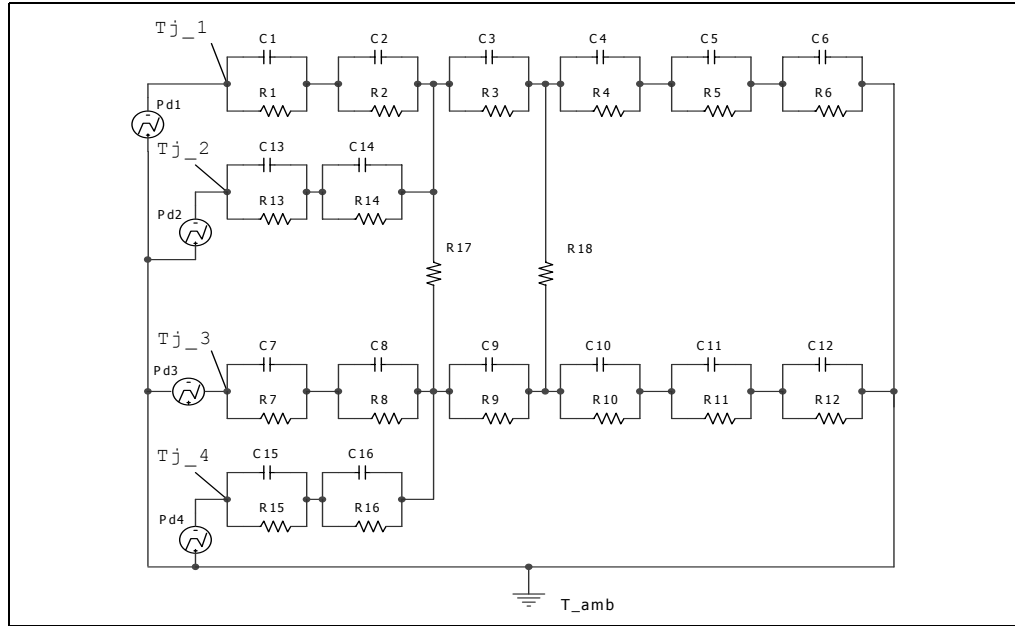 Tj_1
C1 C2 C3 C4 C5 C6
R1 R2 R3 R4 R5 R6
Pd1
Tj_2
C13 C14
R13 R14
Pd2
R17 R18
Tj_3
C7 C8 C9 C10 C11 C12
Pd3
R7 R8 R9 R10 R11 R12
Tj_4
C15 C16
R15 R16
Pd4
T_amb